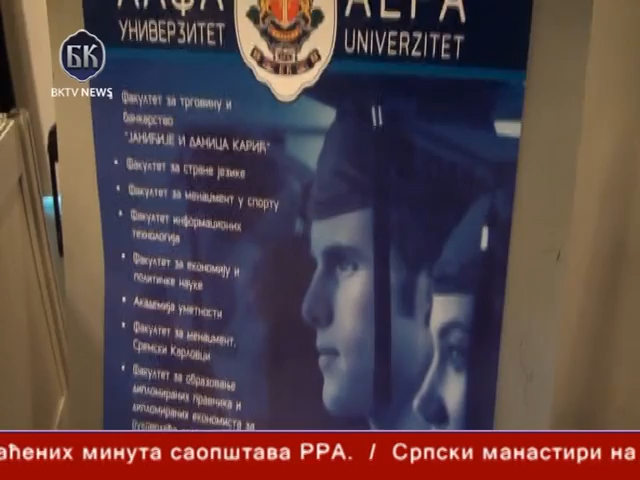 АЛФА
УНИВЕРЗИТЕТ
ALFA
UNIVERZITET
БК
BKTV NEWS
Факултет за трговину и
банкарство
"ЈАНИЋИЈЕ И ДАНИЦА КАРИЋ"
• Факултет за стране језике
• Факултет за менаџмент у спорту
• Факултет информационих
технологија
• Факултет за економију и
политичке науке
• Академија уметности
• Факултет за менаџмент,
Сремски Карловци
• Факултет за образовање
дипломираних правника и
дипломираних економиста за
руководеће
аћених минута саопштава РРА. / Српски манастири на